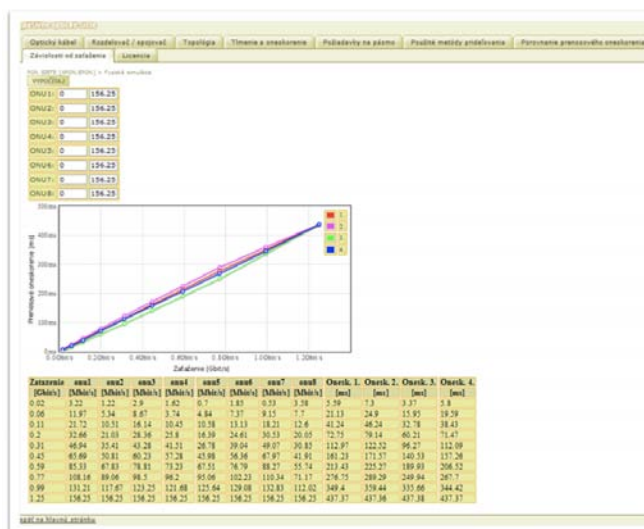 Optický kábel
Rozdeľovač / spojovač
Topológia
Tlmenie a oneskorenie
Požiadavky na pásmo
Použité metódy prideľovania
Porovnanie prenosového oneskorenia
Závislosti od zaťaženia
Licencia
VYPOČÍTAJ
ONU1: 0 156.25
ONU2: 0 156.25
ONU3: 0 156.25
ONU4: 0 156.25
ONU5: 0 156.25
ONU6: 0 156.25
ONU7: 0 156.25
ONU8: 0 156.25
Prenosové oneskorenie [ms]
Zaťaženie [Gbit/s]
1.
2.
3.
4.
Zatazenie onu1 onu2 onu3 onu4 onu5 onu6 onu7 onu8 Onesk. 1. Onesk. 2. Onesk. 3. Onesk. 4.
[Gbit/s] [Mbit/s] [Mbit/s] [Mbit/s] [Mbit/s] [Mbit/s] [Mbit/s] [Mbit/s] [Mbit/s] [ms] [ms] [ms] [ms]
0.02 3.22 1.22 2.9 1.62 0.7 1.85 0.53 3.58 5.59 7.3 3.37 5.8
0.06 11.97 5.34 8.67 3.74 4.84 7.37 9.15 7.7 21.13 24.9 15.95 19.59
0.11 21.72 10.51 16.14 10.45 10.58 13.13 18.21 12.6 41.24 46.24 32.78 38.43
0.2 32.66 21.03 28.36 25.8 16.39 24.61 30.53 20.05 72.75 79.14 60.21 71.47
0.31 46.94 35.41 43.28 41.51 26.78 39.04 49.07 30.85 112.97 122.52 96.27 112.09
0.45 65.69 50.81 60.23 57.28 45.98 56.36 67.97 41.91 161.23 171.57 140.53 157.26
0.59 85.33 67.83 78.81 73.23 67.51 76.79 88.27 55.74 213.43 225.27 189.93 206.52
0.77 108.16 89.06 98.5 96.2 95.06 102.23 110.34 71.17 276.75 289.29 249.94 267.7
0.99 131.21 117.67 123.25 121.68 125.64 129.08 132.83 112.02 349.4 359.44 335.66 344.42
1.25 156.25 156.25 156.25 156.25 156.25 156.25 156.25 156.25 437.37 437.36 437.38 437.37
späť na hlavnú stránku